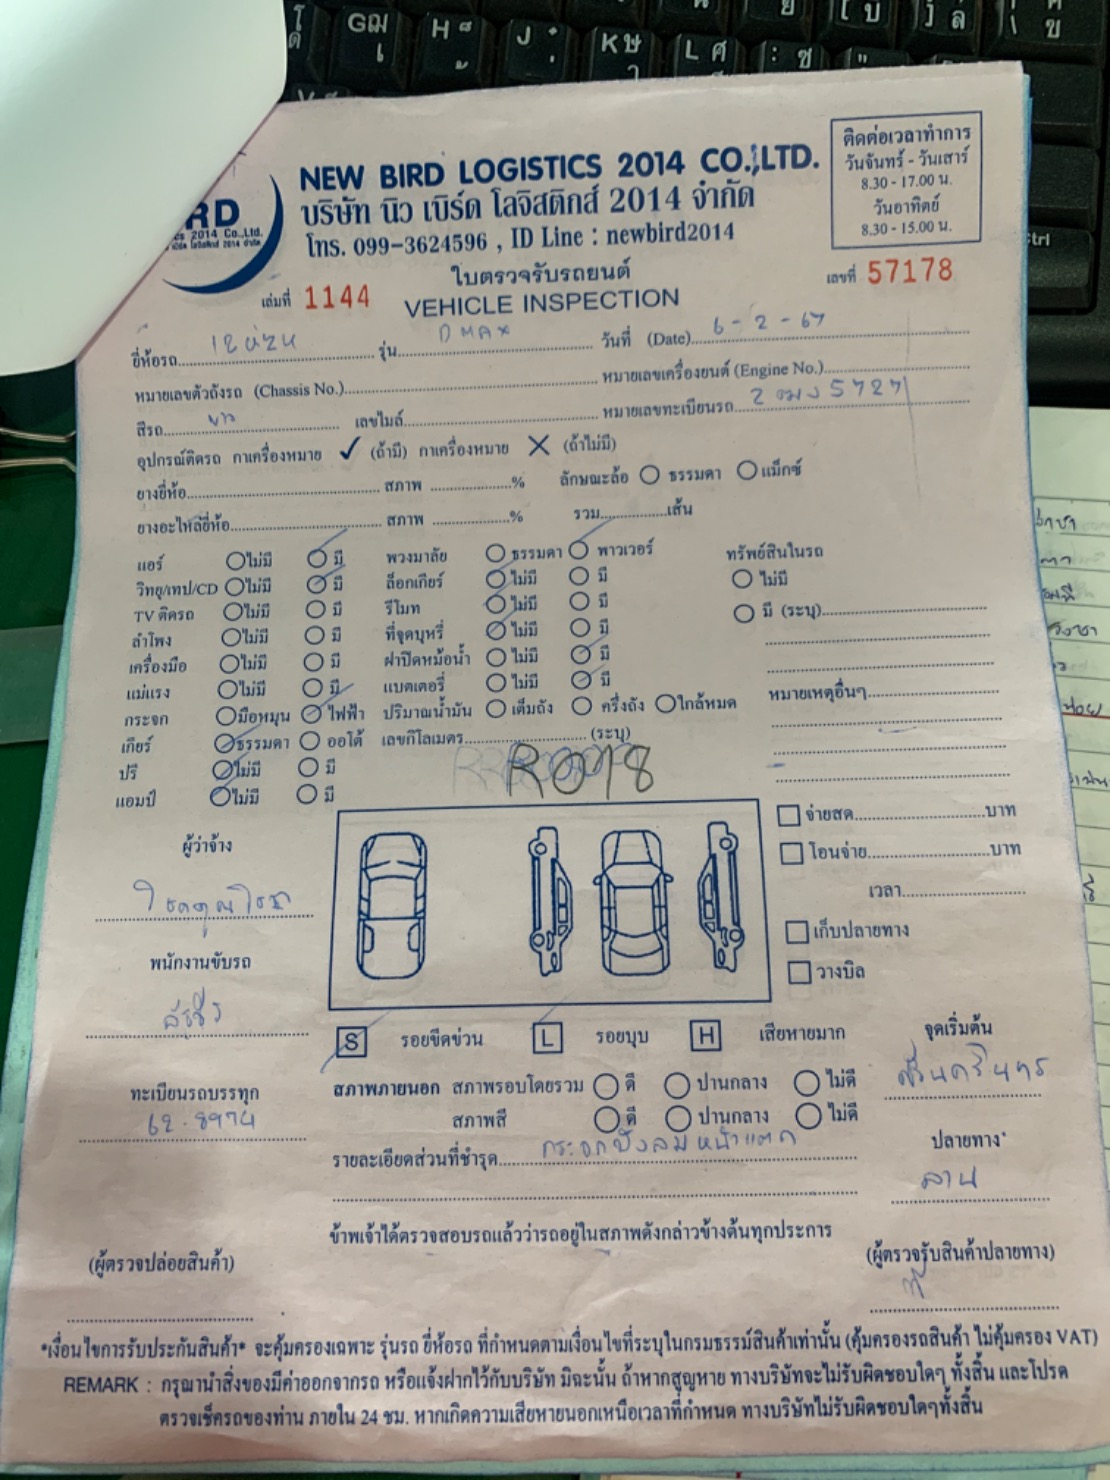 NEW BIRD LOGISTICS 2014 CO.,LTD.
บริษัท นิว เบิร์ด โลจิสติกส์ 2014 จำกัด
โทร. 099-3624596 , ID Line : newbird2014
ติดต่อเวลาทำการ
วันจันทร์ - วันเสาร์
8.30 - 17.00 น.
วันอาทิตย์
8.30 - 15.00 น.
ใบตรวจรับรถยนต์
เล่มที่ 1144 VEHICLE INSPECTION เลขที่ 57178
ยี่ห้อรถ รุ่น DMAX วันที่ (Date) 6-2-67
หมายเลขตัวถังรถ (Chassis No.) หมายเลขเครื่องยนต์ (Engine No.)
สีรถ ขาว เลขไมล์ หมายเลขทะเบียนรถ 2ฒง5727
อุปกรณ์ติดรถ กาเครื่องหมาย ✓ (ถ้ามี) กาเครื่องหมาย ✗ (ถ้าไม่มี)
ยางยี่ห้อ สภาพ % ลักษณะล้อ ธรรมดา แม็กซ์
ยางอะไหล่ยี่ห้อ สภาพ % รวม เส้น
แอร์ ไม่มี มี พวงมาลัย ธรรมดา พาวเวอร์ ทรัพย์สินในรถ
วิทยุ/เทป/CD ไม่มี มี ล็อกเกียร์ ไม่มี มี ไม่มี
TV ติดรถ ไม่มี มี รีโมท ไม่มี มี มี (ระบุ)
ลำโพง ไม่มี มี ที่จุดบุหรี่ ไม่มี มี
เครื่องมือ ไม่มี มี ฝาปิดหม้อน้ำ ไม่มี มี
แม่แรง ไม่มี มี แบตเตอรี่ ไม่มี มี หมายเหตุอื่นๆ
กระจก มือหมุน ไฟฟ้า ปริมาณน้ำมัน เต็มถัง ครึ่งถัง ใกล้หมด
เกียร์ ธรรมดา ออโต้ เลขกิโลเมตร (ระบุ)
ปรี ไม่มี มี
แอมป์ ไม่มี มี
R018
ผู้ว่าจ้าง
พนักงานขับรถ
ทะเบียนรถบรรทุก
62-8974
จ่ายสด บาท
โอนจ่าย บาท
เวลา
เก็บปลายทาง
วางบิล
S รอยขีดข่วน L รอยบุบ H เสียหายมาก
จุดเริ่มต้น
ศรีนครินทร
สภาพภายนอก สภาพรอบโดยรวม ดี ปานกลาง ไม่ดี
สภาพสี ดี ปานกลาง ไม่ดี
รายละเอียดส่วนที่ชำรุด กระจกบังลมหน้าแตก
ปลายทาง
ลาน
ข้าพเจ้าได้ตรวจสอบรถแล้วว่ารถอยู่ในสภาพดังกล่าวข้างต้นทุกประการ
(ผู้ตรวจปล่อยสินค้า) (ผู้ตรวจรับสินค้าปลายทาง)
*เงื่อนไขการรับประกันสินค้า* จะคุ้มครองเฉพาะ รุ่นรถ ยี่ห้อรถ ที่กำหนดตามเงื่อนไขที่ระบุในกรมธรรม์สินค้าเท่านั้น (คุ้มครองรถสินค้า ไม่คุ้มครอง VAT)
REMARK : กรุณานำสิ่งของมีค่าออกจากรถ หรือแจ้งฝากไว้กับบริษัท มิฉะนั้น ถ้าหากสูญหาย ทางบริษัทจะไม่รับผิดชอบใดๆ ทั้งสิ้น และโปรด
ตรวจเช็ครถของท่าน ภายใน 24 ชม. หากเกิดความเสียหายนอกเหนือเวลาที่กำหนด ทางบริษัทไม่รับผิดชอบใดๆทั้งสิ้น